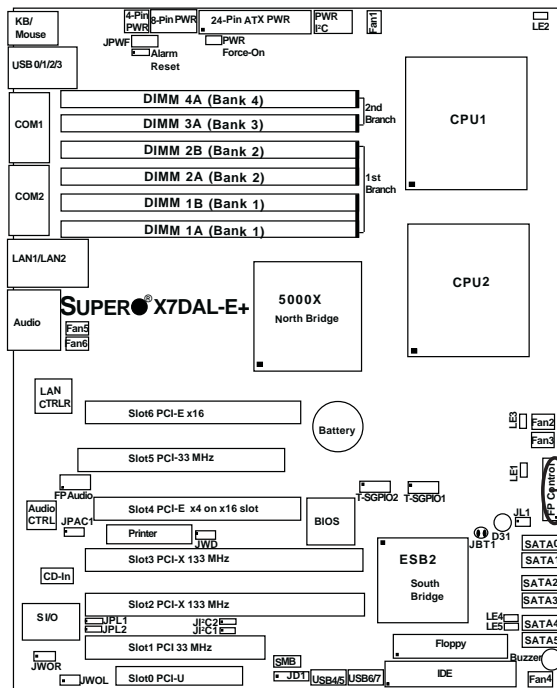 KB/
Mouse
4-Pin
PWR
8-Pin PWR
24-Pin ATX PWR
PWR
I²C
Fan1
LE2
JPWF
Alarm
Reset
PWR
Force-On
USB 0/1/2/3
DIMM 4A (Bank 4)
2nd
Branch
DIMM 3A (Bank 3)
DIMM 2B (Bank 2)
DIMM 2A (Bank 2)
1st
Branch
DIMM 1B (Bank 1)
DIMM 1A (Bank 1)
COM1
COM2
CPU1
LAN1/LAN2
CPU2
Audio
SUPER® X7DAL-E+
Fan5
Fan6
5000X
North Bridge
LAN
CTRLR
Slot6 PCI-E x16
Battery
LE3
Fan2
Fan3
Slot5 PCI-33 MHz
FPAudio
LE1
FP Control
T-SGPIO2
T-SGPIO1
Slot4 PCI-E x4 on x16 slot
BIOS
Audio
CTRL
JPAC1
Printer
JWD
JL1
D31
JBT1
Slot3 PCI-X 133 MHz
ESB2
South
Bridge
SATA0
SATA1
CD-In
SATA2
SATA3
Slot2 PCI-X 133 MHz
SI/O
JPL1
JPL2
JI²C2
JI²C1
LE4
LE5
SATA4
SATA5
Slot1 PCI 33 MHz
Floppy
Buzzer
JWOR
JWOL
Slot0 PCI-U
SMB
JD1
USB4/5
USB6/7
IDE
Fan4